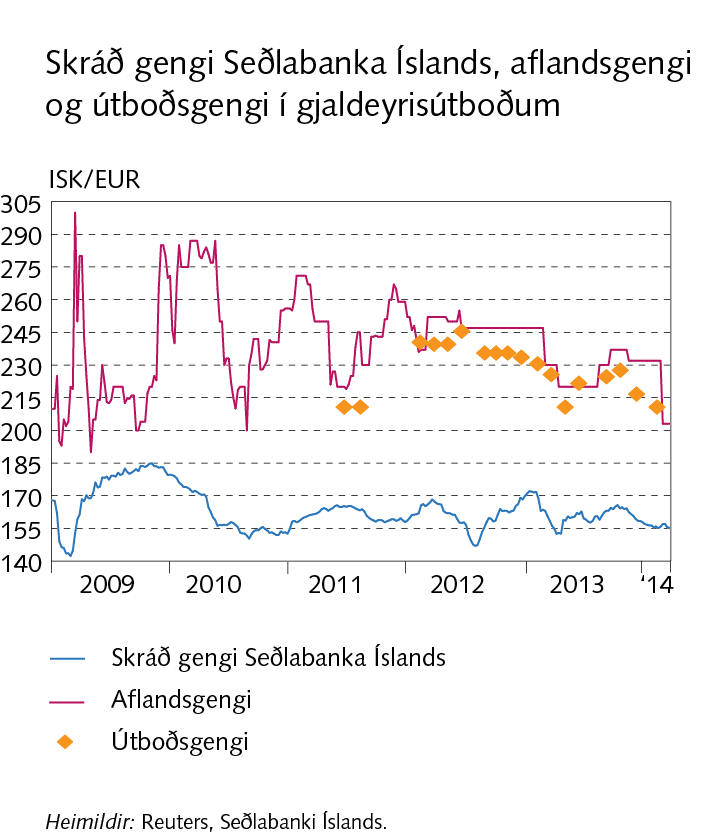 Skráð gengi Seðlabanka Íslands, aflandsgengi
og útboðsgengi í gjaldeyrisútboðum
ISK/EUR
305
290
275
260
245
230
215
200
185
170
155
140
2009 2010 2011 2012 2013 '14
Skráð gengi Seðlabanka Íslands
Aflandsgengi
Útboðsgengi
Heimildir: Reuters, Seðlabanki Íslands.